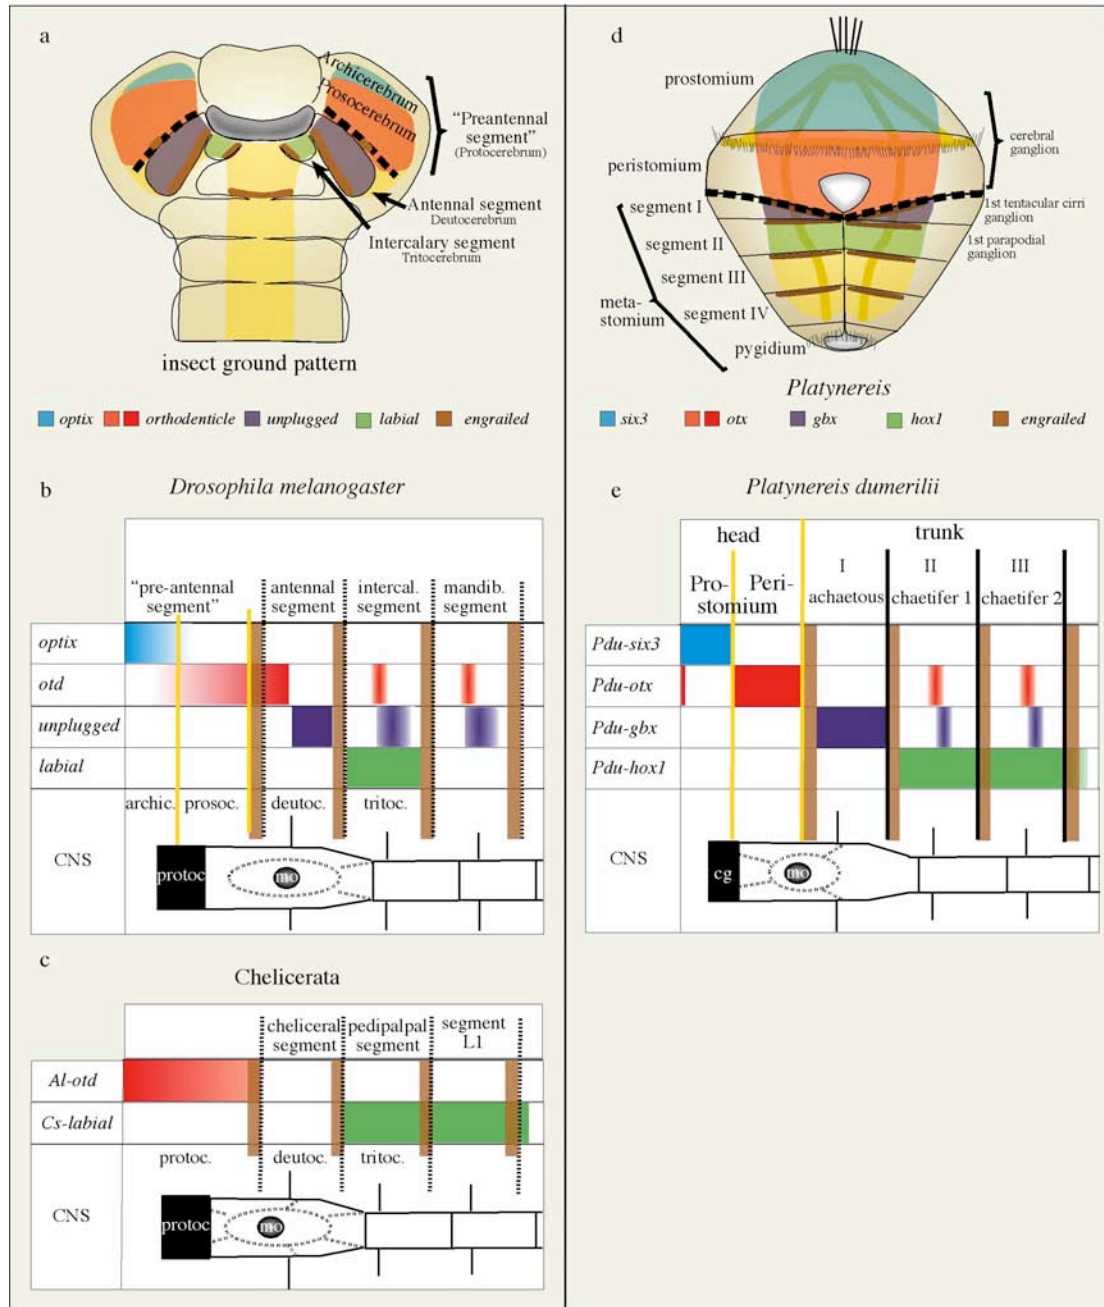 a
Archicerebrum
Prosocerebrum
"Preantennal
segment"
(Protocerebrum)
Antennal segment
Deutocerebrum
Intercalary segment
Tritocerebrum
insect ground pattern
optix orthodenticle unplugged labial engrailed
b
Drosophila melanogaster
"pre-antennal
segment"
antennal
segment
intercal.
segment
mandib.
segment
optix
otd
unplugged
labial
archic. prosoc. deutoc. tritoc.
CNS
protoc
mo
c
Chelicerata
cheliceral
segment
pedipalpal
segment
segment
L1
Al-otd
Cs-labial
protoc. deutoc. tritoc.
CNS
protoc
mo
d
prostomium
cerebral
ganglion
peristomium
segment I
1st tentacular cirri
ganglion
segment II
1st parapodial
ganglion
segment III
meta-
stomium
segment IV
pygidium
Platynereis
six3 otx gbx hox1 engrailed
e
Platynereis dumerilii
head trunk
Pro- Peri-
stomium
I
achaetous
II
chaetifer 1
III
chaetifer 2
Pdu-six3
Pdu-otx
Pdu-gbx
Pdu-hox1
CNS
cg
mo